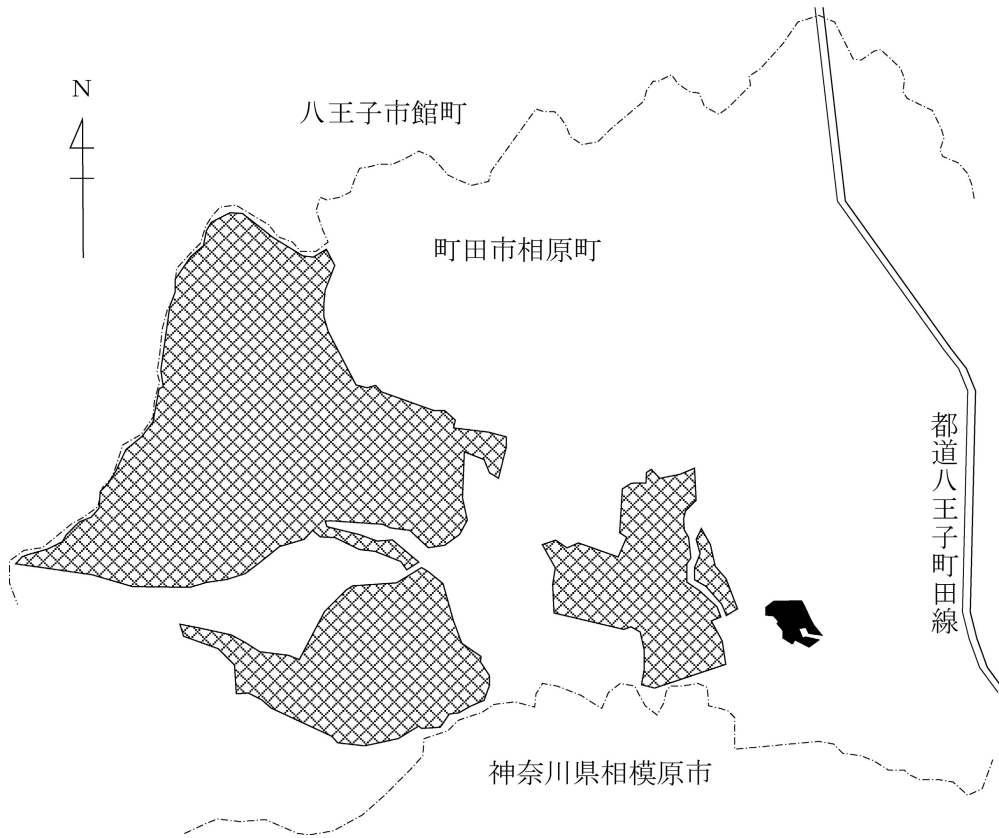 N
八王子市館町
町田市相原町
都道八王子町田線
神奈川県相模原市